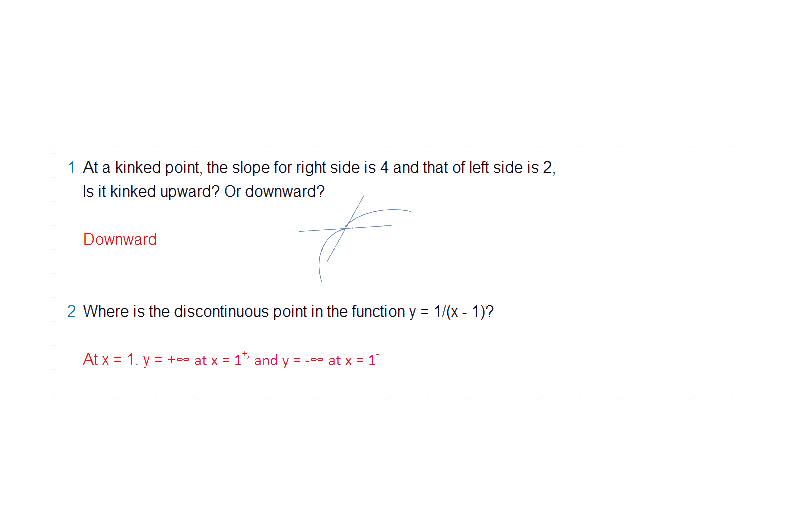 1 At a kinked point, the slope for right side is 4 and that of left side is 2,
Is it kinked upward? Or downward?
Downward
2 Where is the discontinuous point in the function y = 1/(x - 1)?
At x = 1. y = +∞ at x = 1⁺, and y = -∞ at x = 1⁻